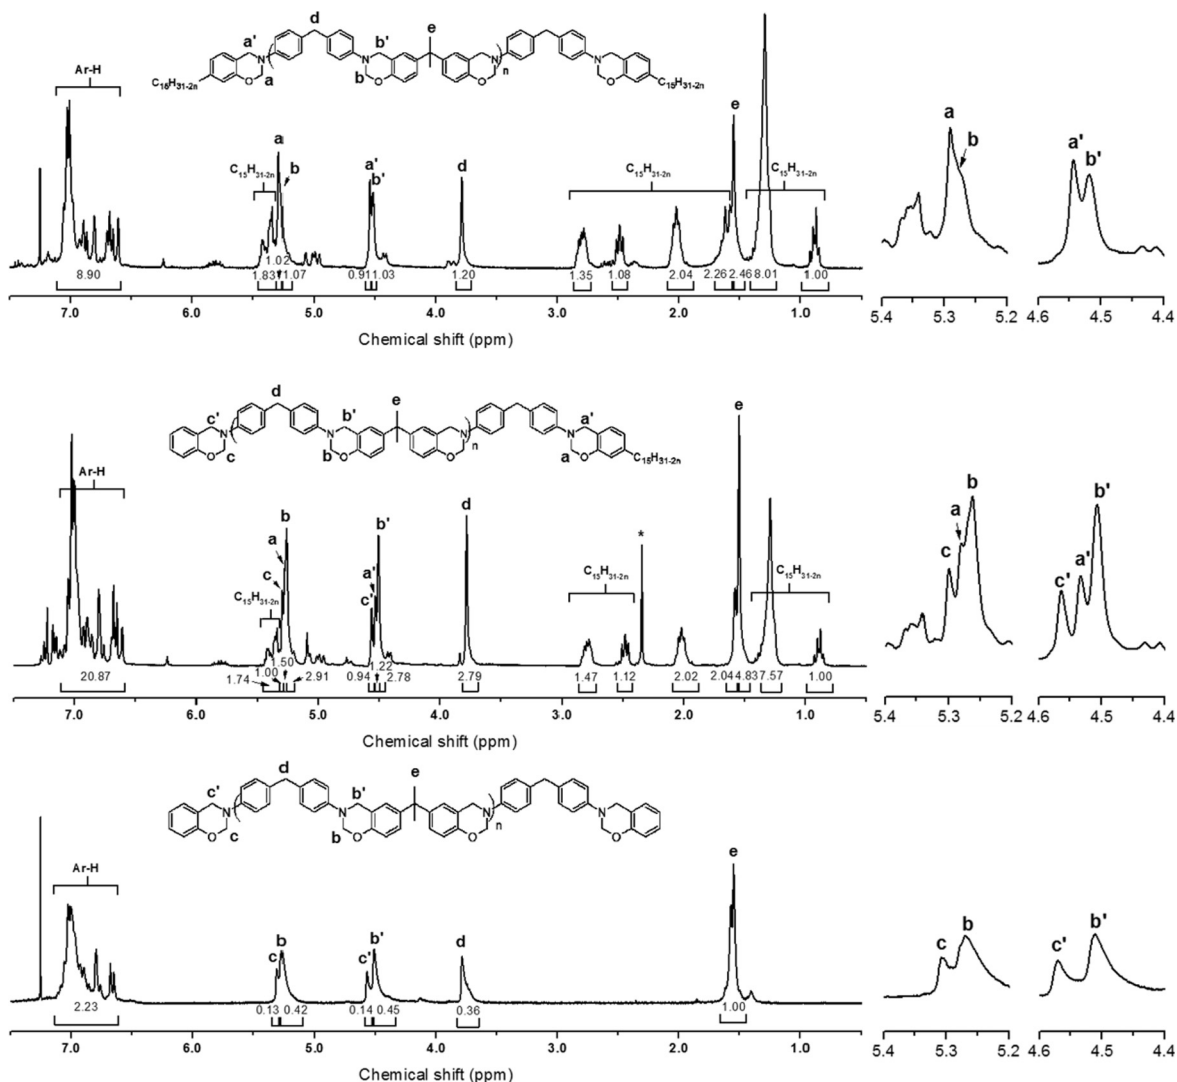 d
e
a'
b'
N
N
N
N
O
O
O
O
n
a
b
C₁₅H₃₁₋₂ₙ
C₁₅H₃₁₋₂ₙ
Ar-H
a
b
a'
b'
d
e
C₁₅H₃₁₋₂ₙ
C₁₅H₃₁₋₂ₙ
C₁₅H₃₁₋₂ₙ
8.90
1.83
1.02
1.07
0.91
1.03
1.20
1.35
1.08
2.04
2.26
2.46
8.01
1.00
7.0 6.0 5.0 4.0 3.0 2.0 1.0
Chemical shift (ppm)
a
b
5.4 5.3 5.2
a'
b'
4.6 4.5 4.4
d
e
c'
b'
a'
N
N
N
N
O
O
O
O
n
c
b
a
C₁₅H₃₁₋₂ₙ
Ar-H
b
a
c
C₁₅H₃₁₋₂ₙ
b'
a'
c'
d
C₁₅H₃₁₋₂ₙ
*
e
C₁₅H₃₁₋₂ₙ
20.87
1.74
1.00
1.50
2.91
0.94
1.22
2.78
2.79
1.47
1.12
2.02
2.04
4.83
7.57
1.00
7.0 6.0 5.0 4.0 3.0 2.0 1.0
Chemical shift (ppm)
c
a
b
5.4 5.3 5.2
c'
a'
b'
4.6 4.5 4.4
d
e
c'
b'
N
N
N
N
O
O
O
O
n
c
b
Ar-H
c
b
c'
b'
d
e
2.23
0.13
0.42
0.14
0.45
0.36
1.00
7.0 6.0 5.0 4.0 3.0 2.0 1.0
Chemical shift (ppm)
c
b
5.4 5.3 5.2
c'
b'
4.6 4.5 4.4